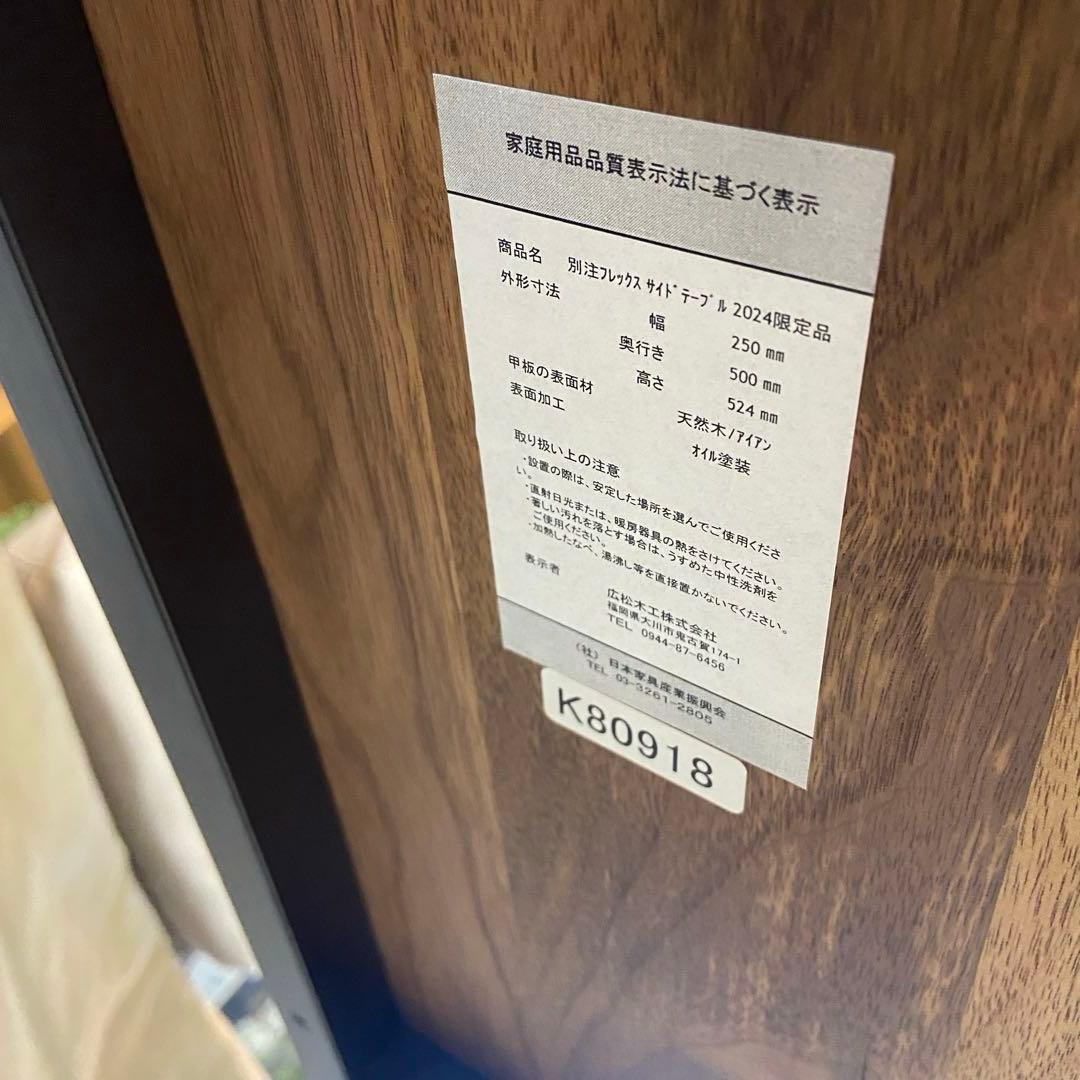 家庭用品品質表示法に基づく表示
商品名 別注ﾌﾚｯｸｽ ｻｲﾄﾞﾃｰﾌﾞﾙ 2024限定品
外形寸法
幅 250 ㎜
奥行き 500 ㎜
高さ 524 ㎜
甲板の表面材 天然木/ｱｲｱﾝ
表面加工 ｵｲﾙ塗装
取り扱い上の注意
・設置の際は、安定した場所を選んでご使用くださ
い。
・直射日光または、暖房器具の熱をさけてください。
・著しい汚れを落とす場合は、うすめた中性洗剤を
ご使用ください。
・加熱したなべ、湯沸し等を直接置かないでください。
表示者
広松木工株式会社
福岡県大川市鬼古賀174-1
TEL 0944-87-6456
（社） 日本家具産業振興会
TEL 03-3261-2805
K80918